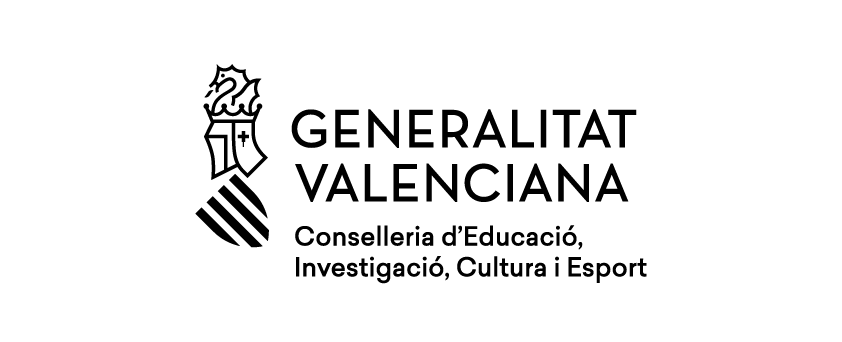 GENERALITAT
VALENCIANA
Conselleria d’Educació,
Investigació, Cultura i Esport